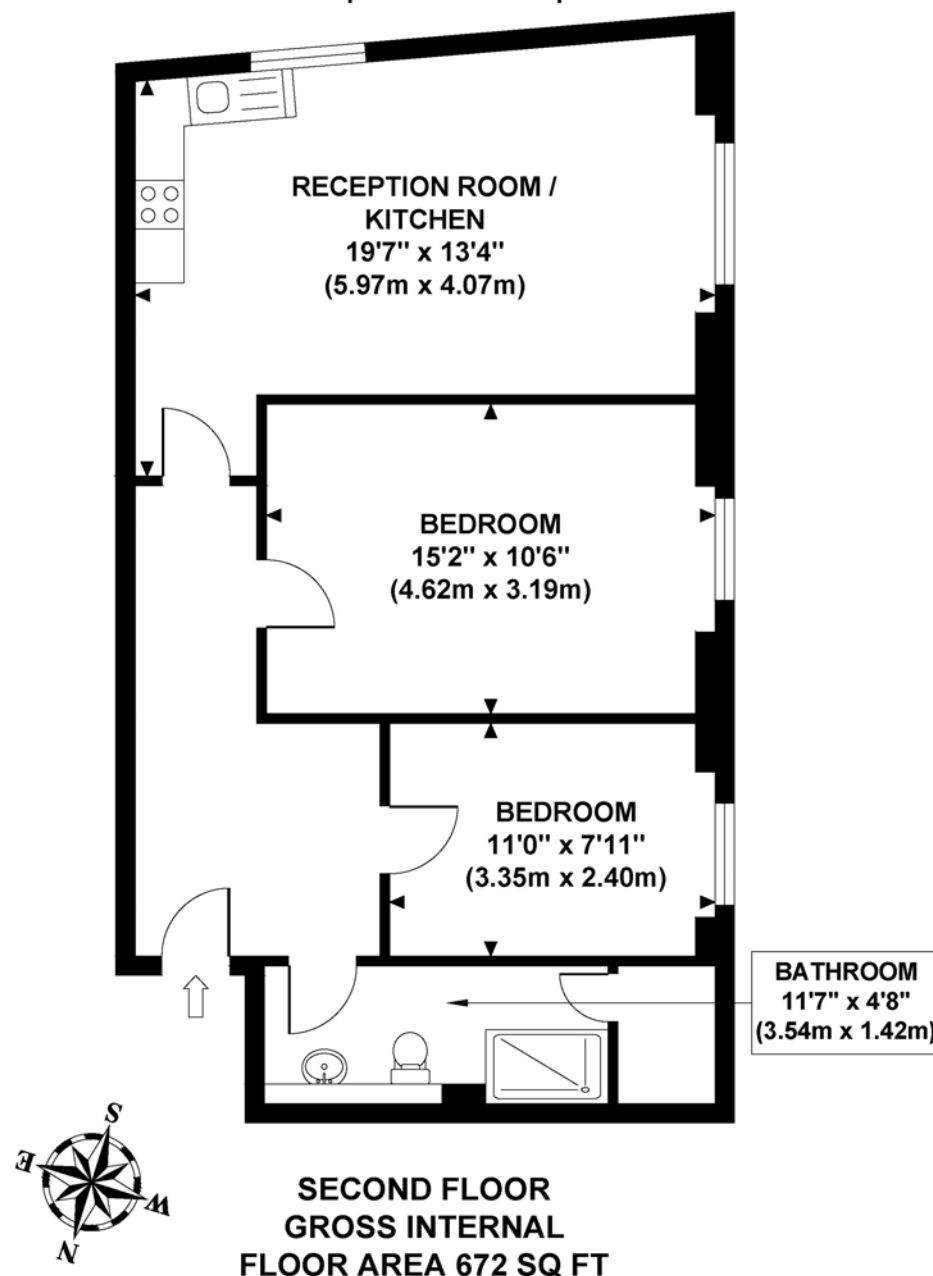 RECEPTION ROOM /
KITCHEN
19'7" x 13'4"
(5.97m x 4.07m)
BEDROOM
15'2" x 10'6"
(4.62m x 3.19m)
BEDROOM
11'0" x 7'11"
(3.35m x 2.40m)
BATHROOM
11'7" x 4'8"
(3.54m x 1.42m)
S
E
W
N
SECOND FLOOR
GROSS INTERNAL
FLOOR AREA 672 SQ FT